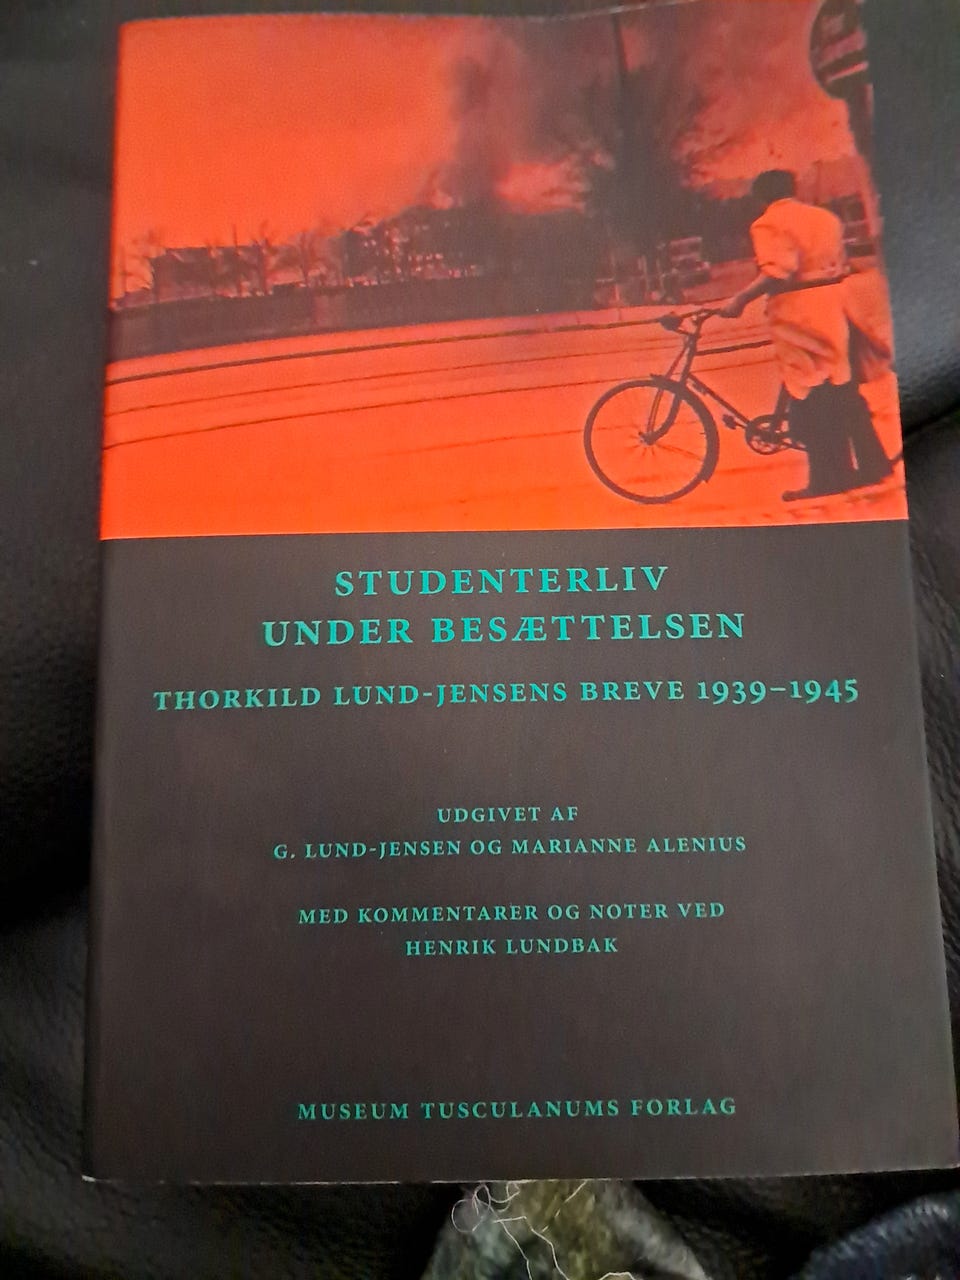 STUDENTERLIV
UNDER BESÆTTELSEN
THORKILD LUND-JENSENS BREVE 1939–1945
UDGIVET AF
G. LUND-JENSEN OG MARIANNE ALENIUS
MED KOMMENTARER OG NOTER VED
HENRIK LUNDBAK
MUSEUM TUSCULANUMS FORLAG